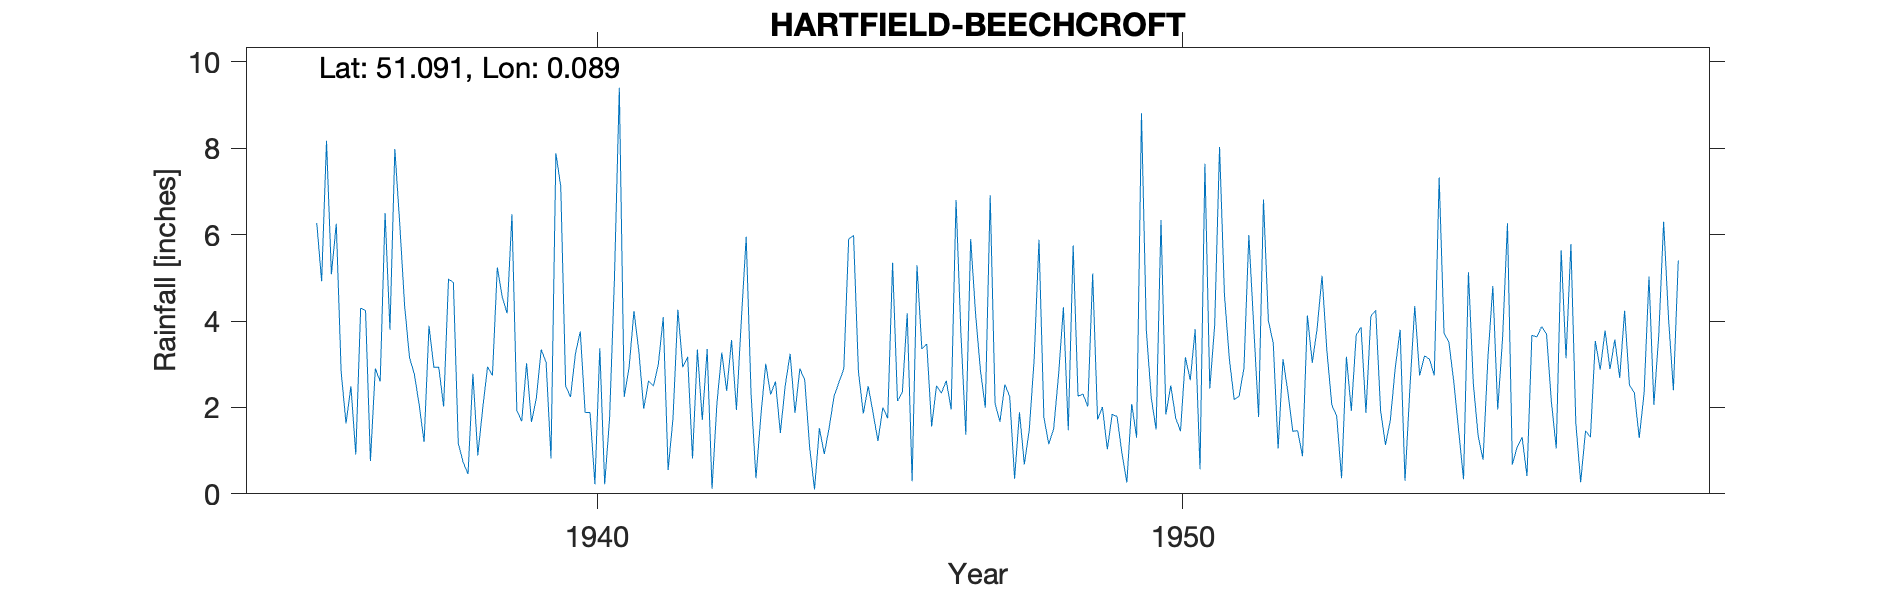 HARTFIELD-BEECHCROFT
Lat: 51.091, Lon: 0.089
10
8
6
4
2
0
Rainfall [inches]
1940 1950
Year